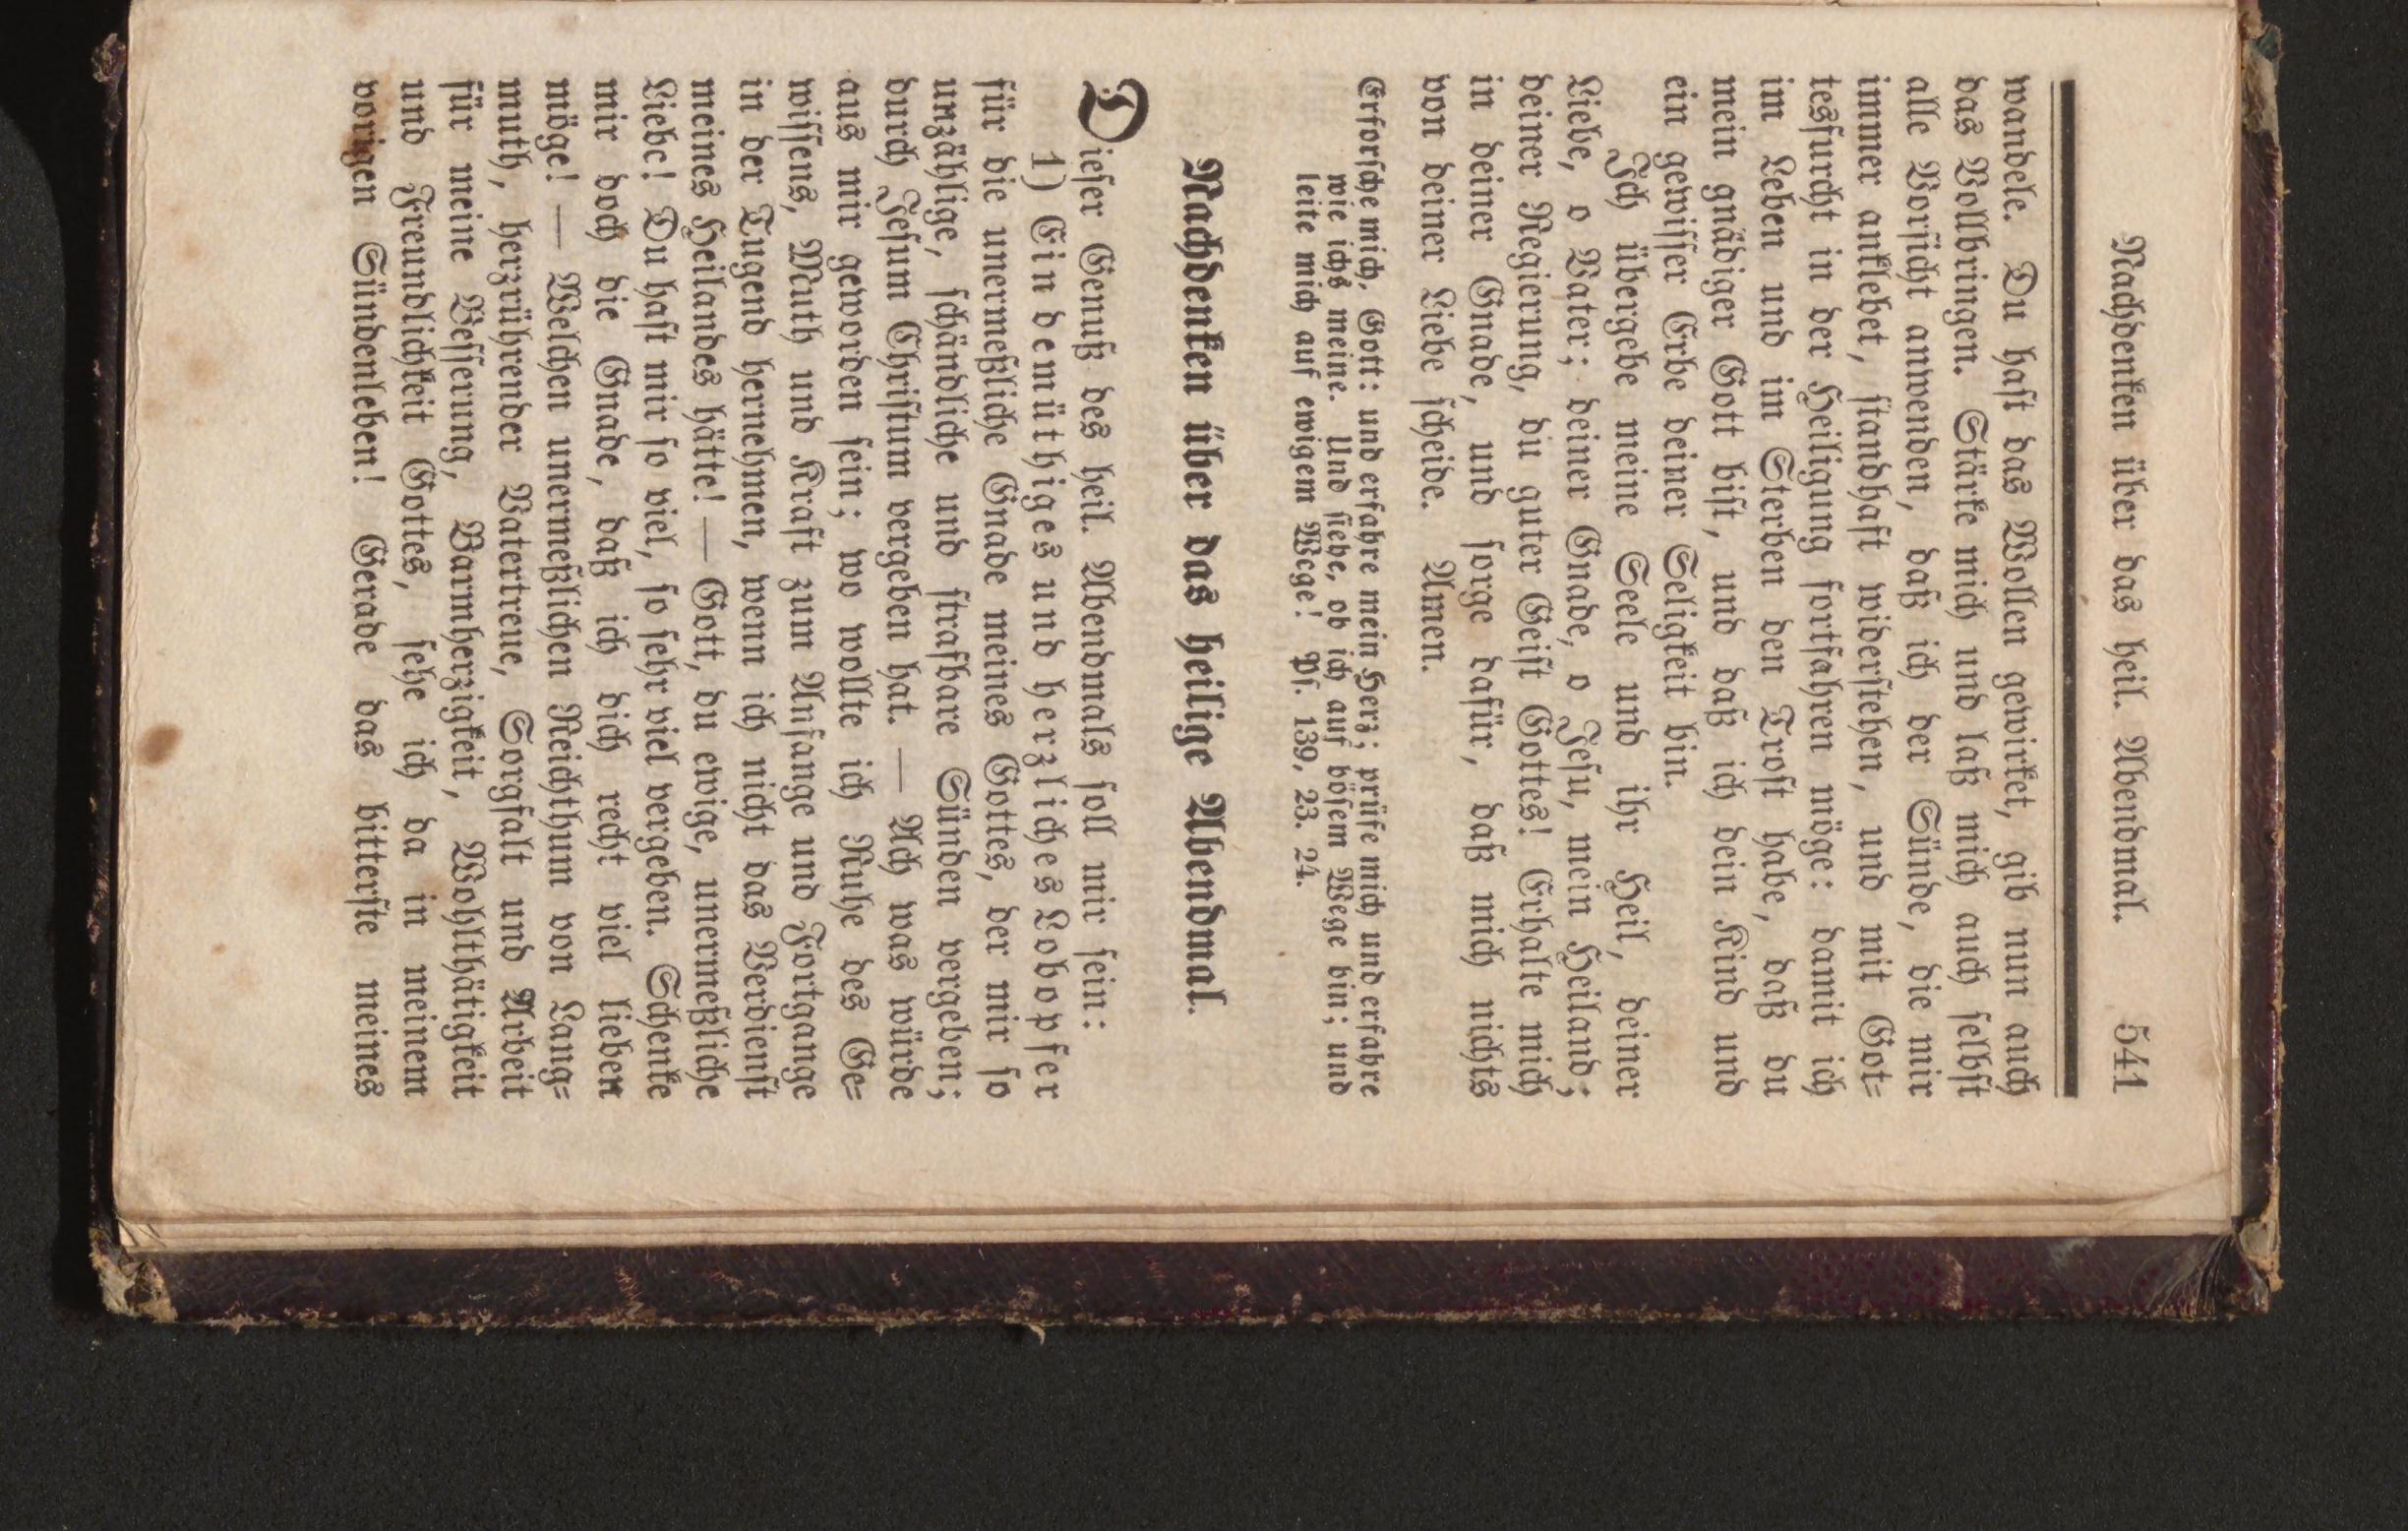 Nachdenken über das heil. Abendmal. 541
wandele. Du hast das Wollen gewirket, gib nun auch
das Vollbringen. Stärke mich und laß mich auch selbst
alle Vorsicht anwenden, daß ich der Sünde, die mir
immer anklebet, standhaft widerstehen, und mit Got-
tesfurcht in der Heiligung fortfahren möge: damit ich
im Leben und im Sterben den Trost habe, daß du
mein gnädiger Gott bist, und daß ich dein Kind und
ein gewisser Erbe deiner Seligkeit bin.
Ich übergebe meine Seele und ihr Heil, deiner
Liebe, o Vater; deiner Gnade, o Jesu, mein Heiland;
deiner Regierung, du guter Geist Gottes! Erhalte mich
in deiner Gnade, und sorge dafür, daß mich nichts
von deiner Liebe scheide. Amen.
Erforsche mich, Gott: und erfahre mein Herz; prüfe mich und erfahre
wie ichs meine. Und siehe, ob ich auf bösem Wege bin; und
leite mich auf ewigem Wege! Ps. 139, 23. 24.
Nachdenken über das heilige Abendmal.
Dieser Genuß des heil. Abendmals soll mir sein:
1) Ein demüthiges und herzliches Lobopfer
für die unermeßliche Gnade meines Gottes, der mir so
unzählige, schändliche und strafbare Sünden vergeben;
durch Jesum Christum vergeben hat. — Ach was würde
aus mir geworden sein; wo wollte ich Ruhe des Ge-
wissens, Muth und Kraft zum Anfange und Fortgange
in der Tugend hernehmen, wenn ich nicht das Verdienst
meines Heilandes hätte! — Gott, du ewige, unermeßliche
Liebe! Du hast mir so viel, so sehr viel vergeben. Schenke
mir doch die Gnade, daß ich dich recht viel lieben
möge! — Welchen unermeßlichen Reichthum von Lang-
muth, herzrührender Vatertreue, Sorgfalt und Arbeit
für meine Besserung, Barmherzigkeit, Wohlthätigkeit
und Freundlichkeit Gottes, sehe ich da in meinem
vorigen Sündenleben! Gerade das bitterste meines